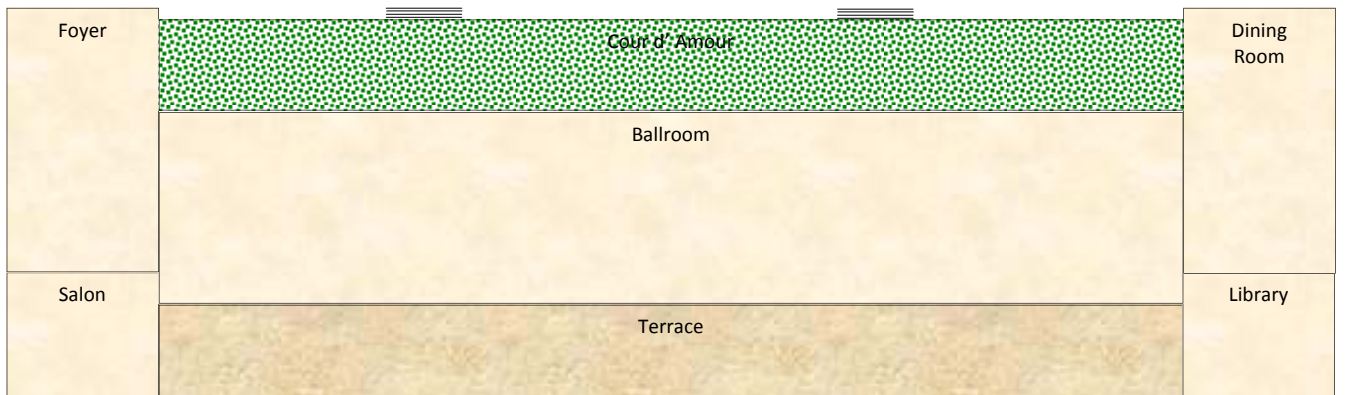 Foyer
Cour d' Amour
Dining
Room
Ballroom
Salon
Library
Terrace